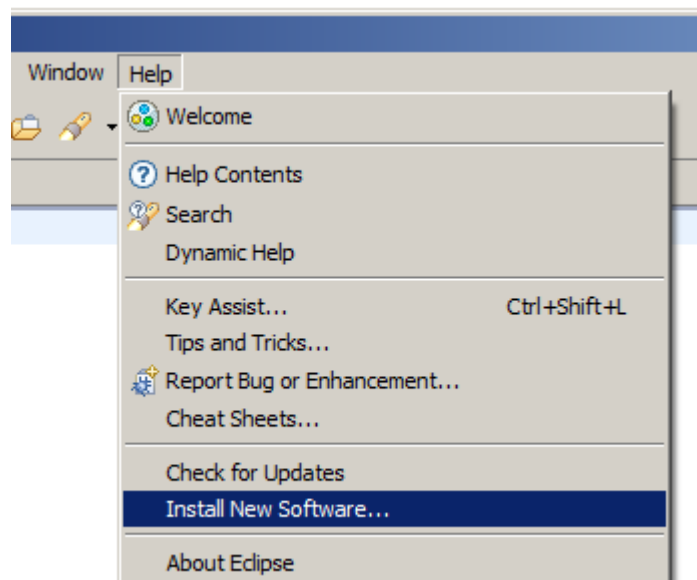 Window Help
Welcome
Help Contents
Search
Dynamic Help
Key Assist... Ctrl+Shift+L
Tips and Tricks...
Report Bug or Enhancement...
Cheat Sheets...
Check for Updates
Install New Software...
About Eclipse